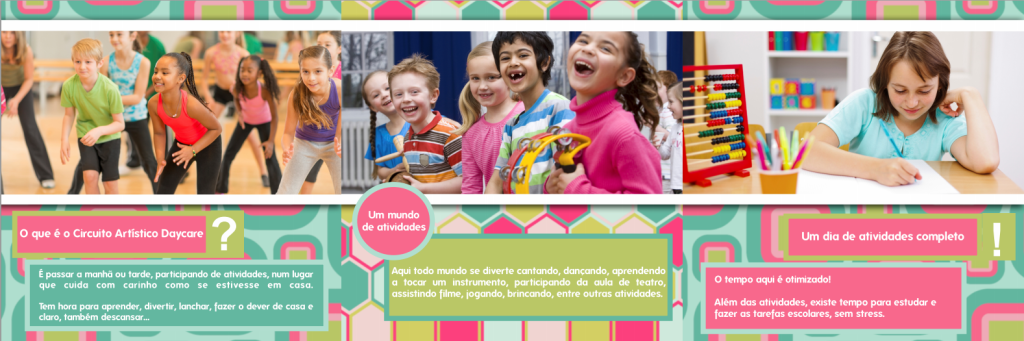 O que é o Circuito Artístico Daycare ?
É passar a manhã ou tarde, participando de atividades, num lugar
que cuida com carinho como se estivesse em casa.
Tem hora para aprender, divertir, lanchar, fazer o dever de casa e
claro, também descansar...
Um mundo
de atividades
Aqui todo mundo se diverte cantando, dançando, aprendendo
a tocar um instrumento, participando da aula de teatro,
assistindo filme, jogando, brincando, entre outras atividades.
Um dia de atividades completo !
O tempo aqui é otimizado!
Além das atividades, existe tempo para estudar e
fazer as tarefas escolares, sem stress.